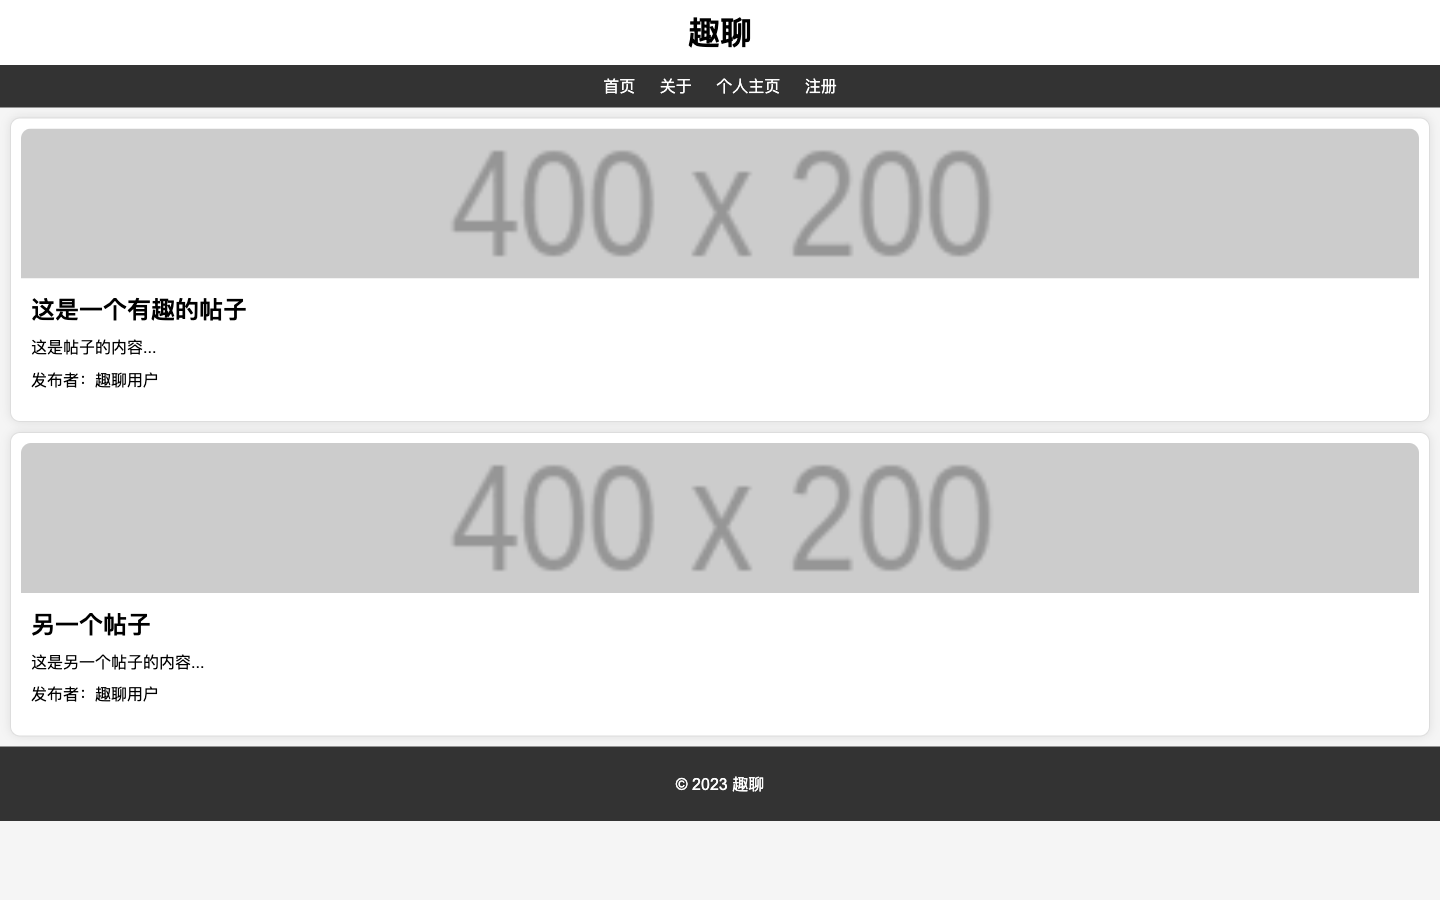 趣聊
首页 关于 个人主页 注册
400 x 200
这是一个有趣的帖子
这是帖子的内容...
发布者：趣聊用户
400 x 200
另一个帖子
这是另一个帖子的内容...
发布者：趣聊用户
© 2023 趣聊